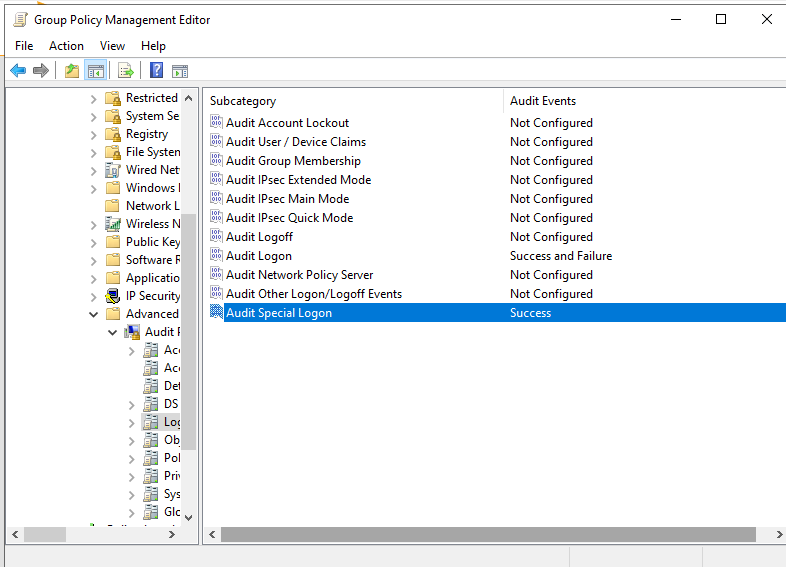 Group Policy Management Editor
File Action View Help
Restricted
System Se
Registry
File System
Wired Net
Windows
Network L
Wireless N
Public Key
Software R
Applicatio
IP Security
Advanced
Audit P
Acc
Acc
Det
DS
Log
Obj
Pol
Priv
Sys
Glo
Subcategory Audit Events
Audit Account Lockout Not Configured
Audit User / Device Claims Not Configured
Audit Group Membership Not Configured
Audit IPsec Extended Mode Not Configured
Audit IPsec Main Mode Not Configured
Audit IPsec Quick Mode Not Configured
Audit Logoff Not Configured
Audit Logon Success and Failure
Audit Network Policy Server Not Configured
Audit Other Logon/Logoff Events Not Configured
Audit Special Logon Success